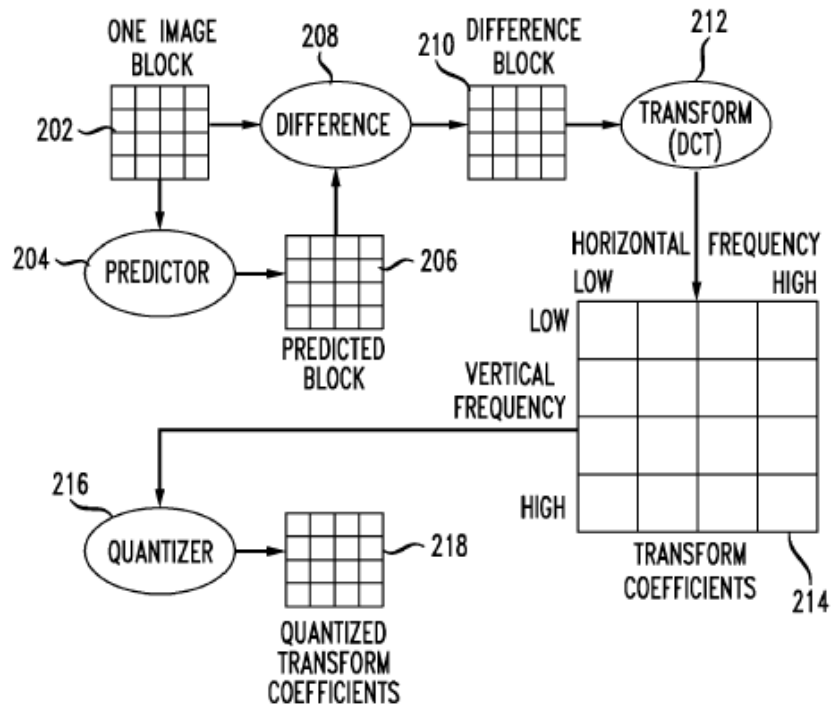 ONE IMAGE
BLOCK
202
208
DIFFERENCE
210
DIFFERENCE
BLOCK
212
TRANSFORM
(DCT)
204
PREDICTOR
206
PREDICTED
BLOCK
HORIZONTAL FREQUENCY
LOW HIGH
LOW
VERTICAL
FREQUENCY
HIGH
TRANSFORM
COEFFICIENTS
214
216
QUANTIZER
218
QUANTIZED
TRANSFORM
COEFFICIENTS